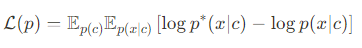 ℒ(p) = 𝔼_{p(c)}𝔼_{p(x|c)} [log p*(x|c) − log p(x|c)]